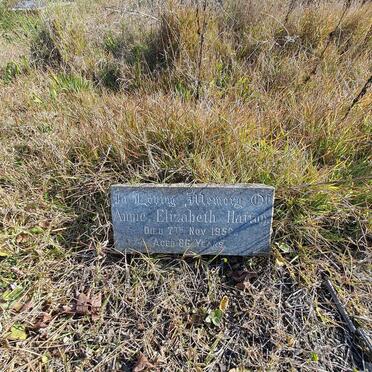 In Loving Memory Of
Annie Elizabeth
Died 7th Nov
Aged 86 Years